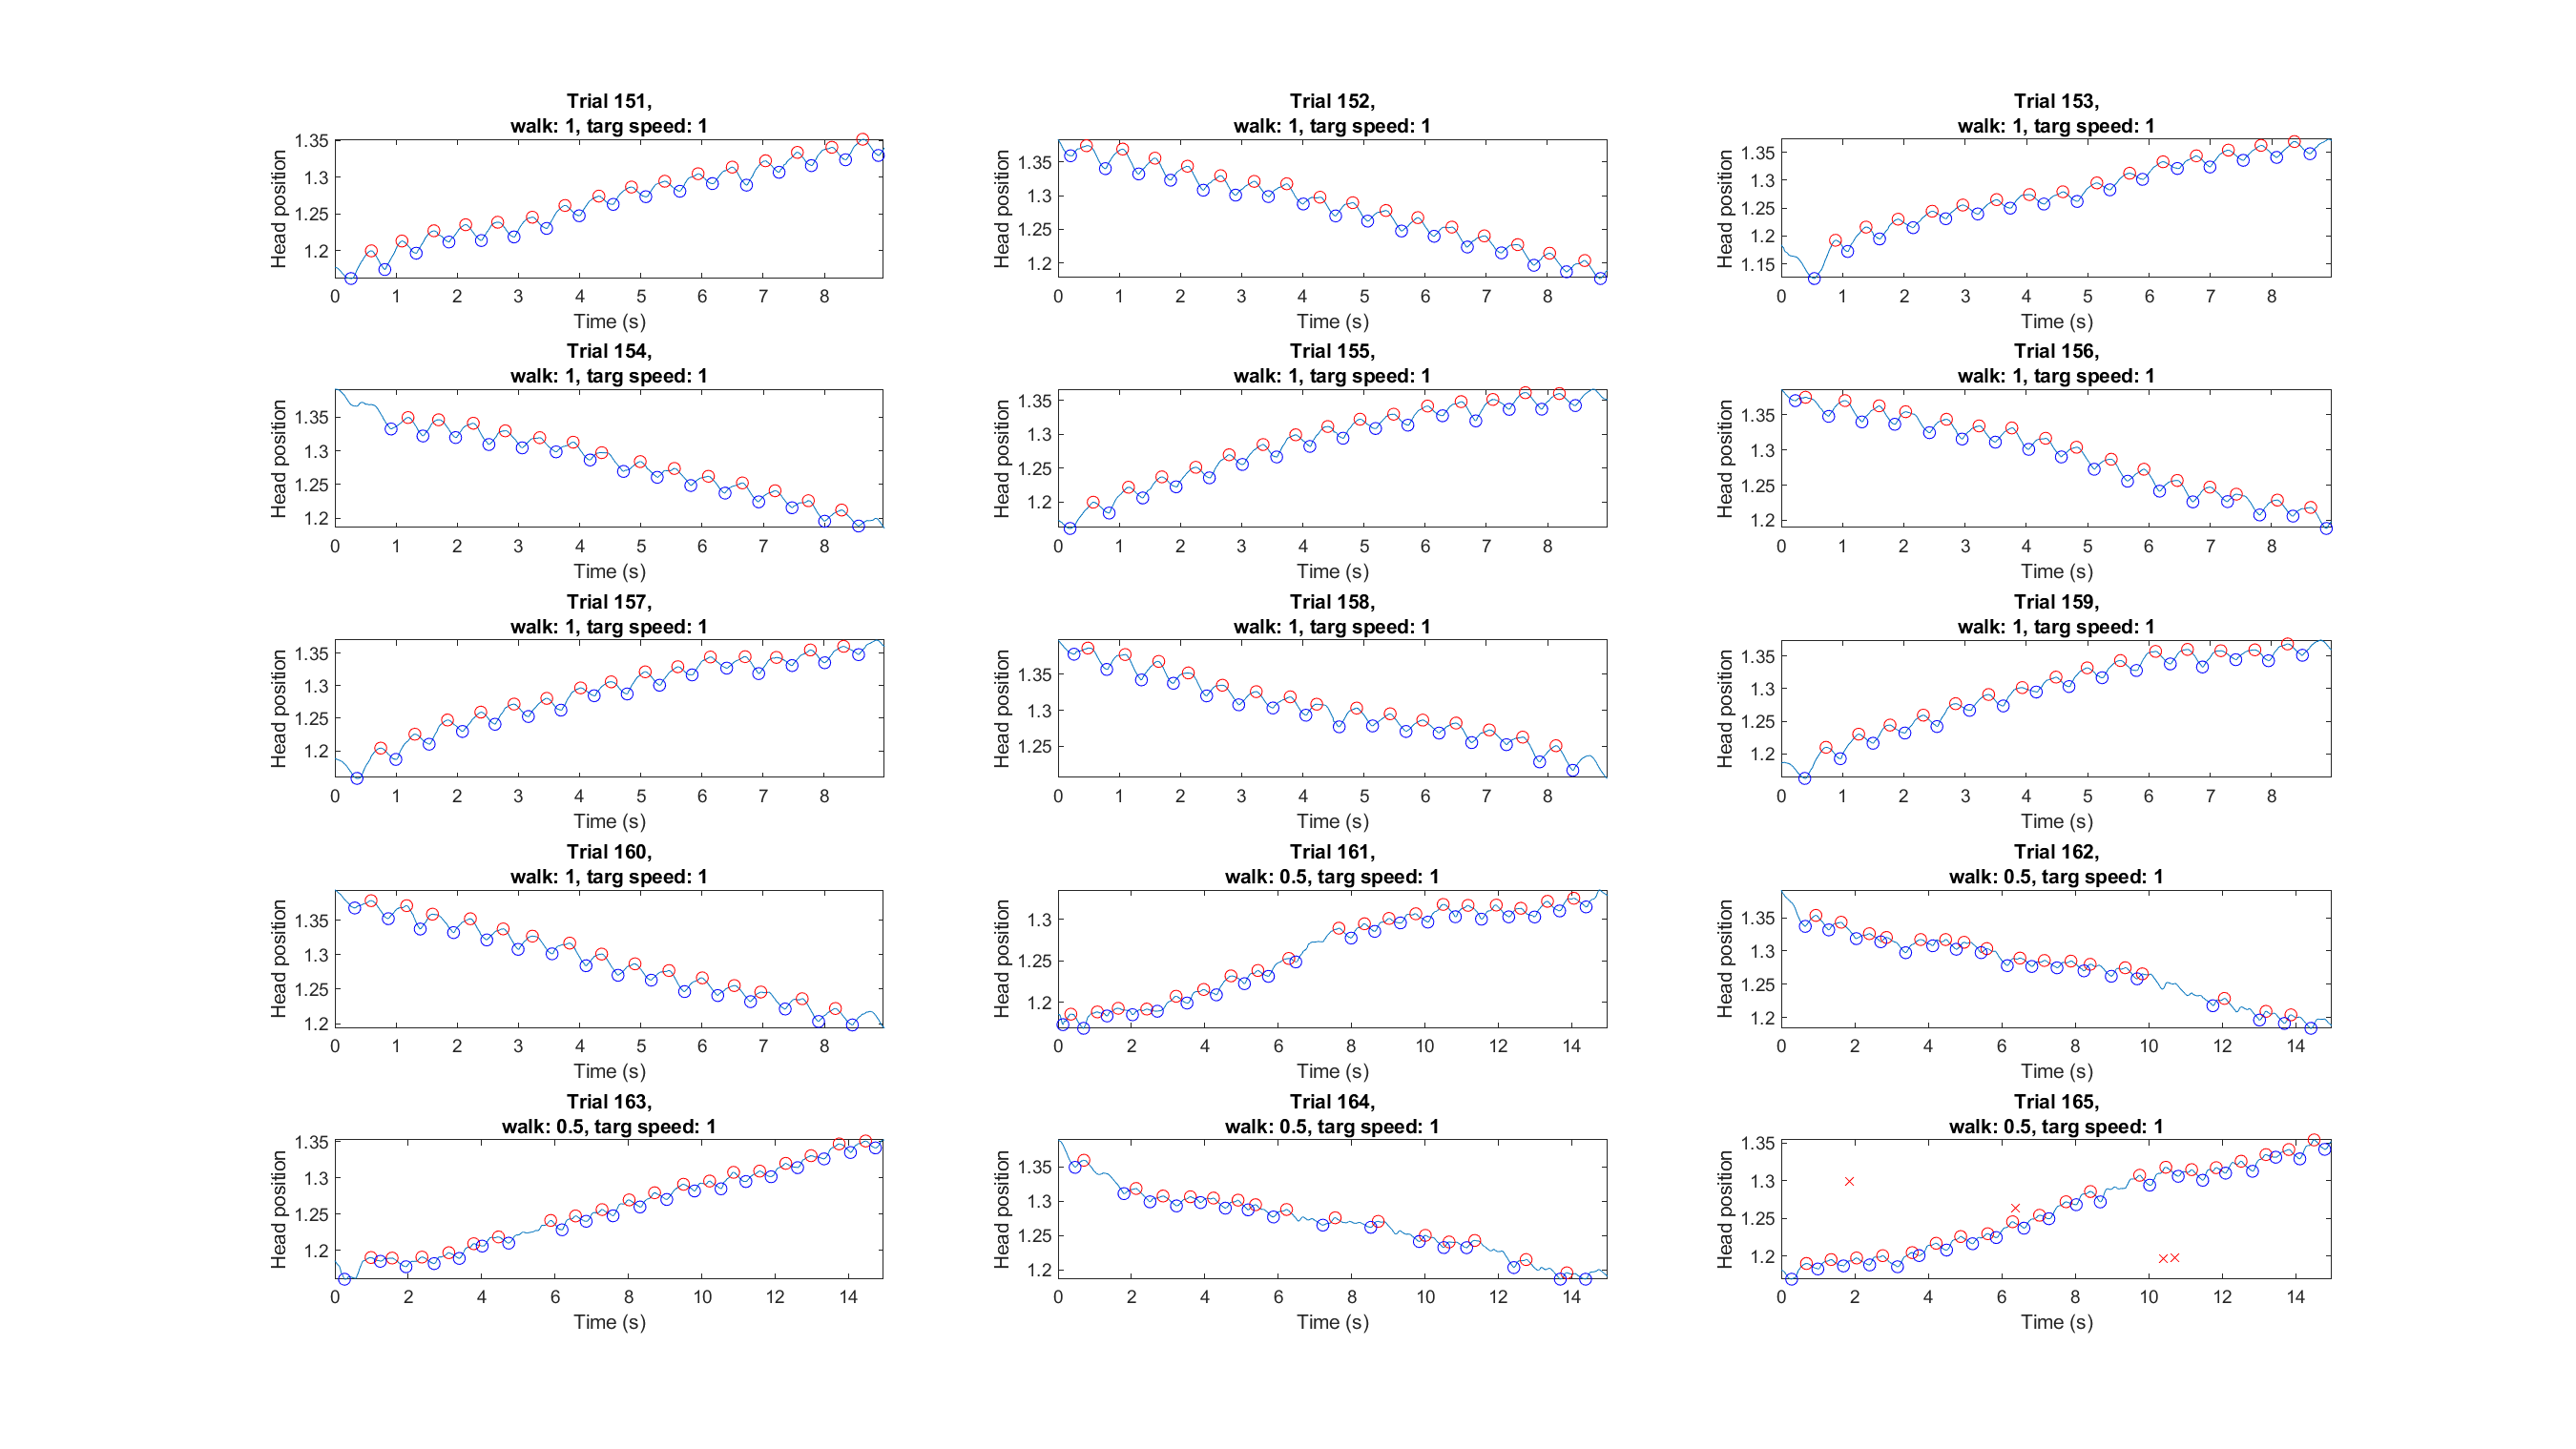 Trial 151,
walk: 1, targ speed: 1
Head position
1.35
1.3
1.25
1.2
0 1 2 3 4 5 6 7 8
Time (s)
Trial 152,
walk: 1, targ speed: 1
Head position
1.35
1.3
1.25
1.2
0 1 2 3 4 5 6 7 8
Time (s)
Trial 153,
walk: 1, targ speed: 1
Head position
1.35
1.3
1.25
1.2
1.15
0 1 2 3 4 5 6 7 8
Time (s)
Trial 154,
walk: 1, targ speed: 1
Head position
1.35
1.3
1.25
1.2
0 1 2 3 4 5 6 7 8
Time (s)
Trial 155,
walk: 1, targ speed: 1
Head position
1.35
1.3
1.25
1.2
0 1 2 3 4 5 6 7 8
Time (s)
Trial 156,
walk: 1, targ speed: 1
Head position
1.35
1.3
1.25
1.2
0 1 2 3 4 5 6 7 8
Time (s)
Trial 157,
walk: 1, targ speed: 1
Head position
1.35
1.3
1.25
1.2
0 1 2 3 4 5 6 7 8
Time (s)
Trial 158,
walk: 1, targ speed: 1
Head position
1.35
1.3
1.25
0 1 2 3 4 5 6 7 8
Time (s)
Trial 159,
walk: 1, targ speed: 1
Head position
1.35
1.3
1.25
1.2
0 1 2 3 4 5 6 7 8
Time (s)
Trial 160,
walk: 1, targ speed: 1
Head position
1.35
1.3
1.25
1.2
0 1 2 3 4 5 6 7 8
Time (s)
Trial 161,
walk: 0.5, targ speed: 1
Head position
1.3
1.25
1.2
0 2 4 6 8 10 12 14
Time (s)
Trial 162,
walk: 0.5, targ speed: 1
Head position
1.35
1.3
1.25
1.2
0 2 4 6 8 10 12 14
Time (s)
Trial 163,
walk: 0.5, targ speed: 1
Head position
1.35
1.3
1.25
1.2
0 2 4 6 8 10 12 14
Time (s)
Trial 164,
walk: 0.5, targ speed: 1
Head position
1.35
1.3
1.25
1.2
0 2 4 6 8 10 12 14
Time (s)
Trial 165,
walk: 0.5, targ speed: 1
Head position
1.35
1.3
1.25
1.2
0 2 4 6 8 10 12 14
Time (s)